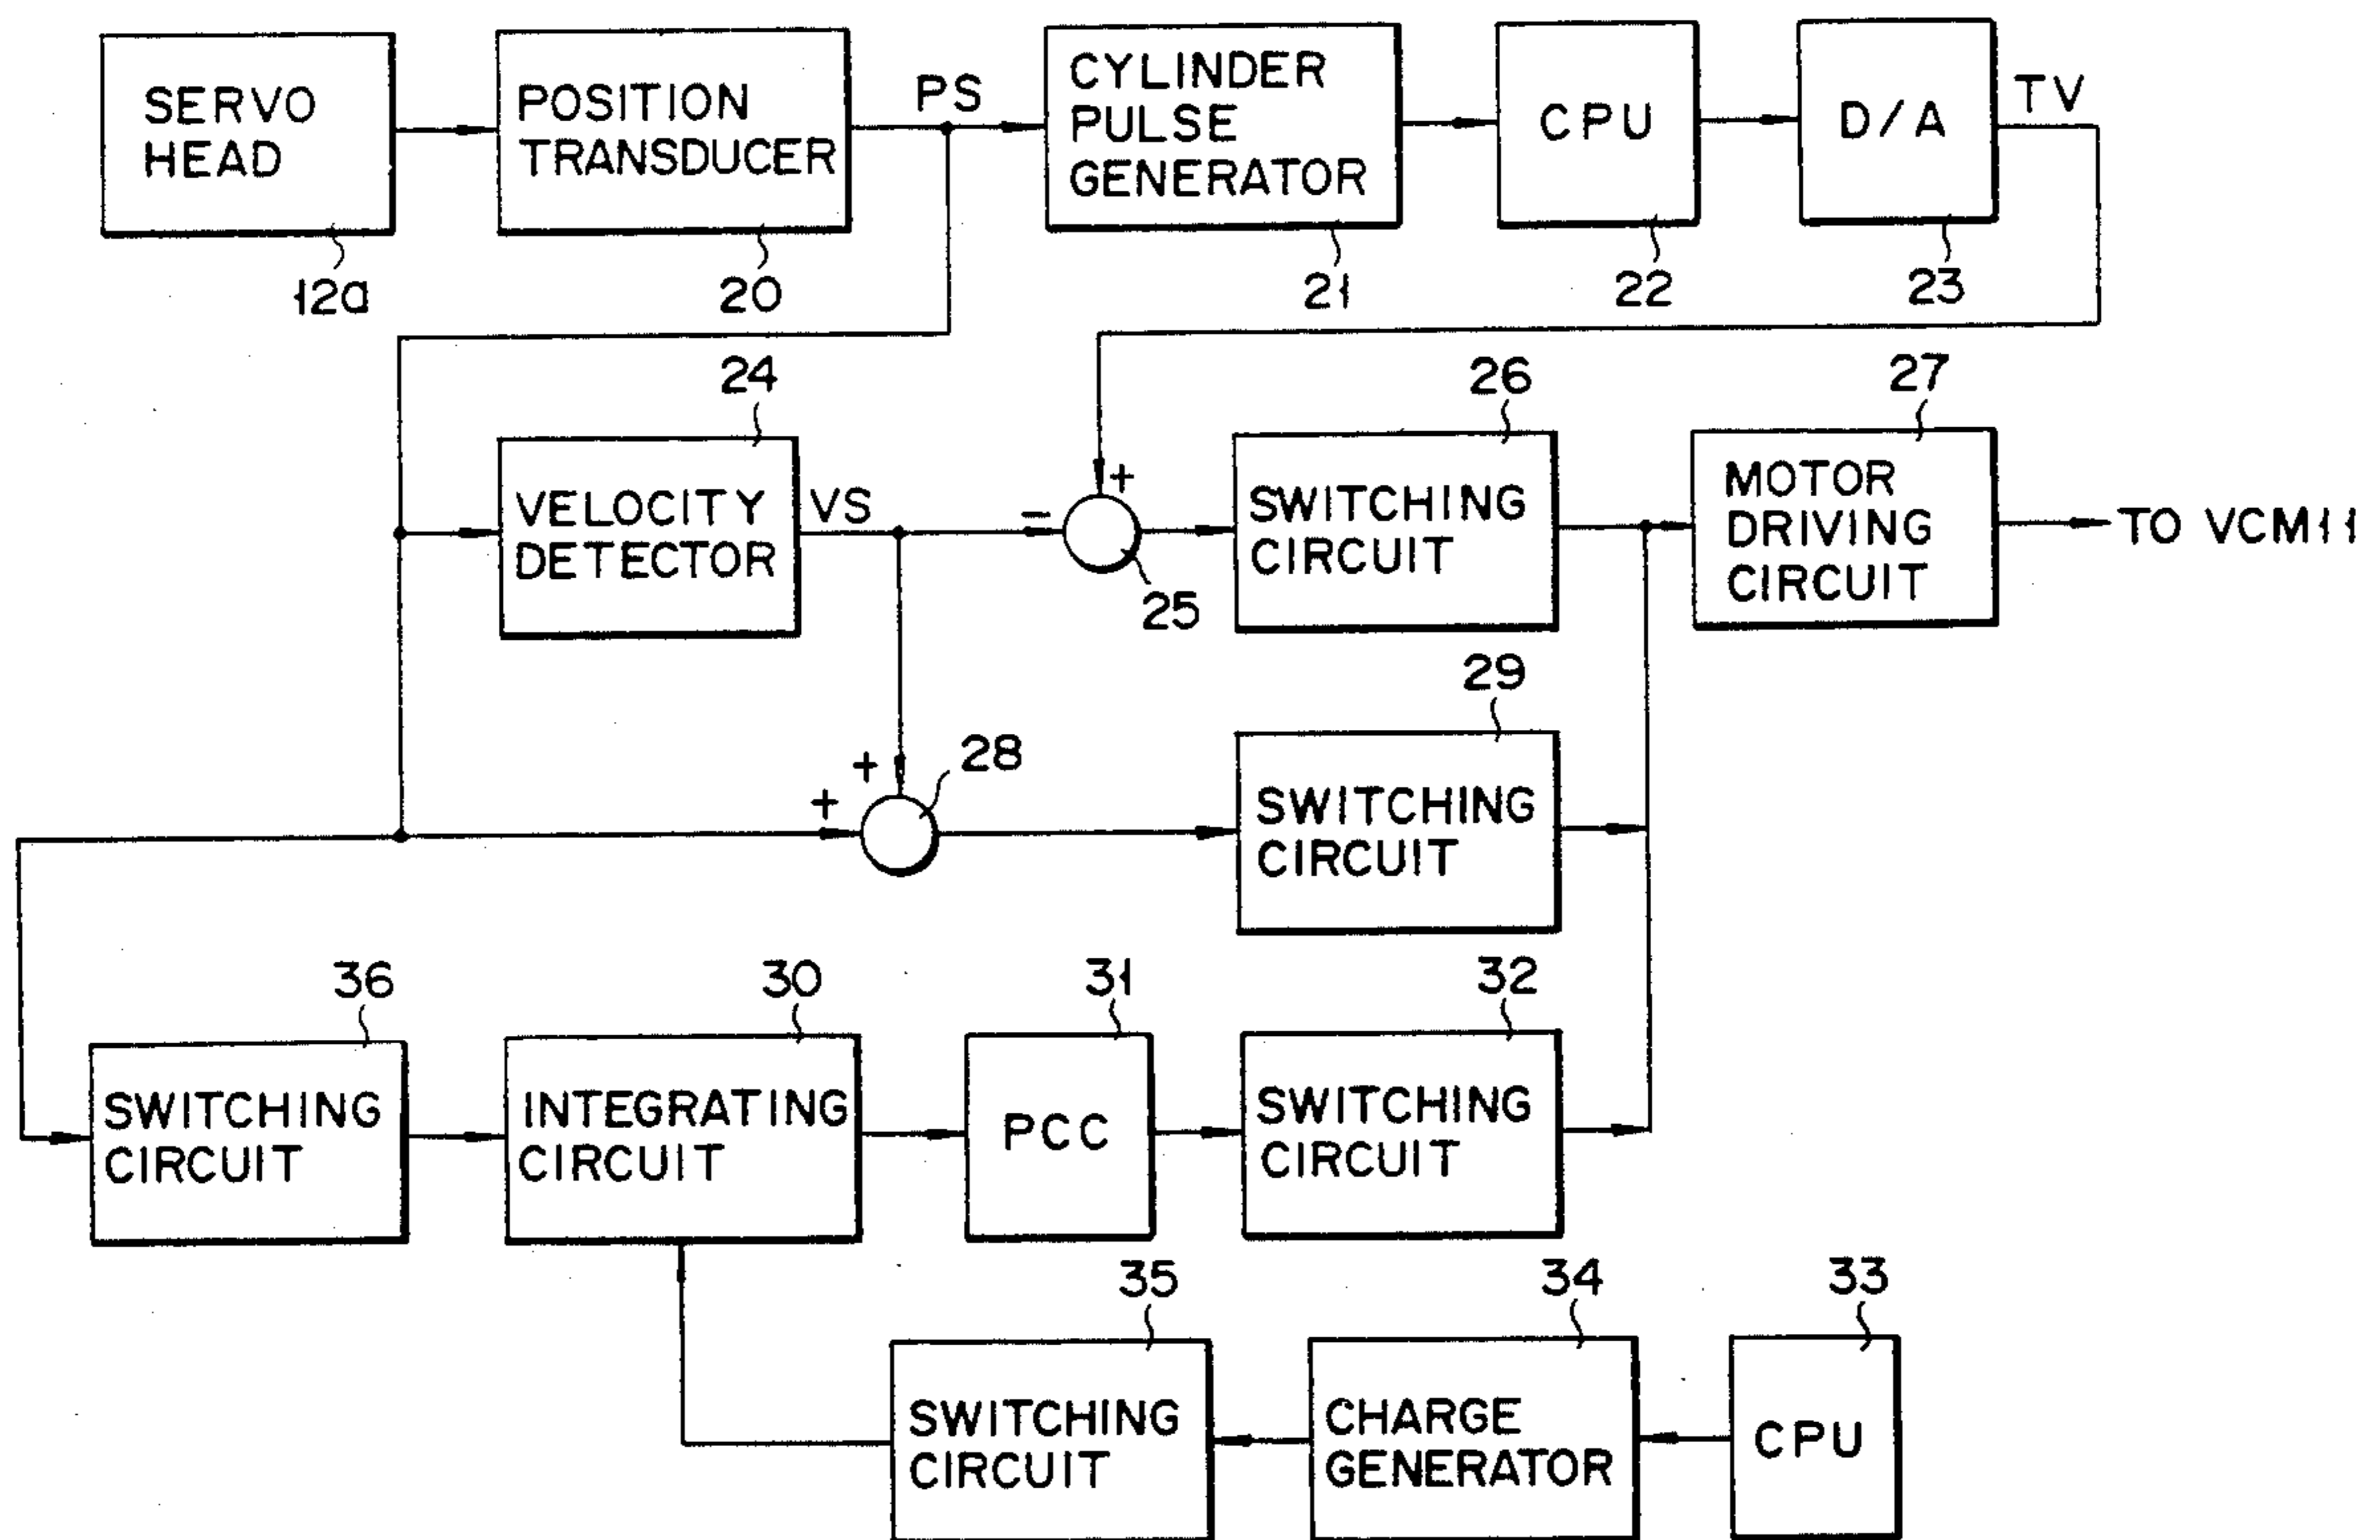 SERVO
HEAD
12a
POSITION
TRANSDUCER
20
PS
CYLINDER
PULSE
GENERATOR
21
CPU
22
D/A
23
TV
24
VELOCITY
DETECTOR
VS
-
+
25
26
SWITCHING
CIRCUIT
27
MOTOR
DRIVING
CIRCUIT
TO VCM11
+
+
28
29
SWITCHING
CIRCUIT
36
SWITCHING
CIRCUIT
30
INTEGRATING
CIRCUIT
31
PCC
32
SWITCHING
CIRCUIT
35
SWITCHING
CIRCUIT
34
CHARGE
GENERATOR
33
CPU